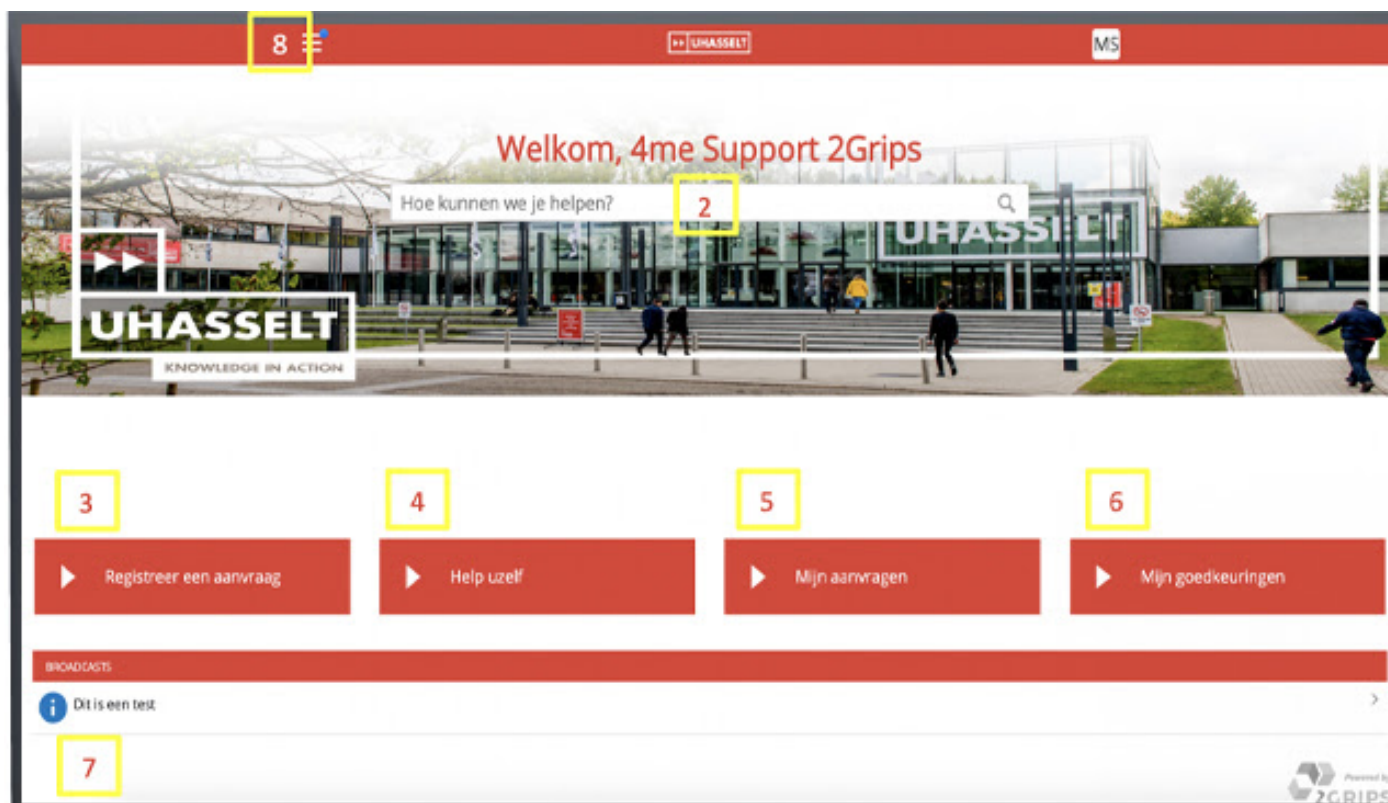 8
UHASSELT
MS
Welkom, 4me Support 2Grips
Hoe kunnen we je helpen?
2
UHASSELT
UHASSELT
KNOWLEDGE IN ACTION
3
4
5
6
Registreer een aanvraag
Help uzelf
Mijn aanvragen
Mijn goedkeuringen
BROADCASTS
Dit is een test
7
Powered by
2GRIPS